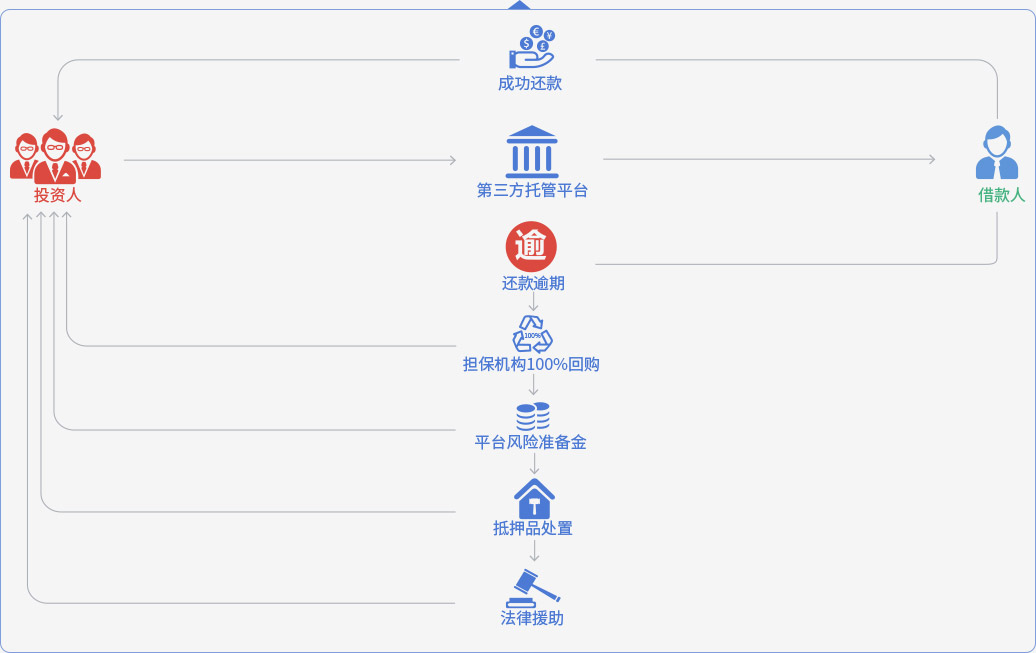 成功还款
投资人
第三方托管平台
借款人
逾
还款逾期
100%
担保机构100%回购
平台风险准备金
抵押品处置
法律援助